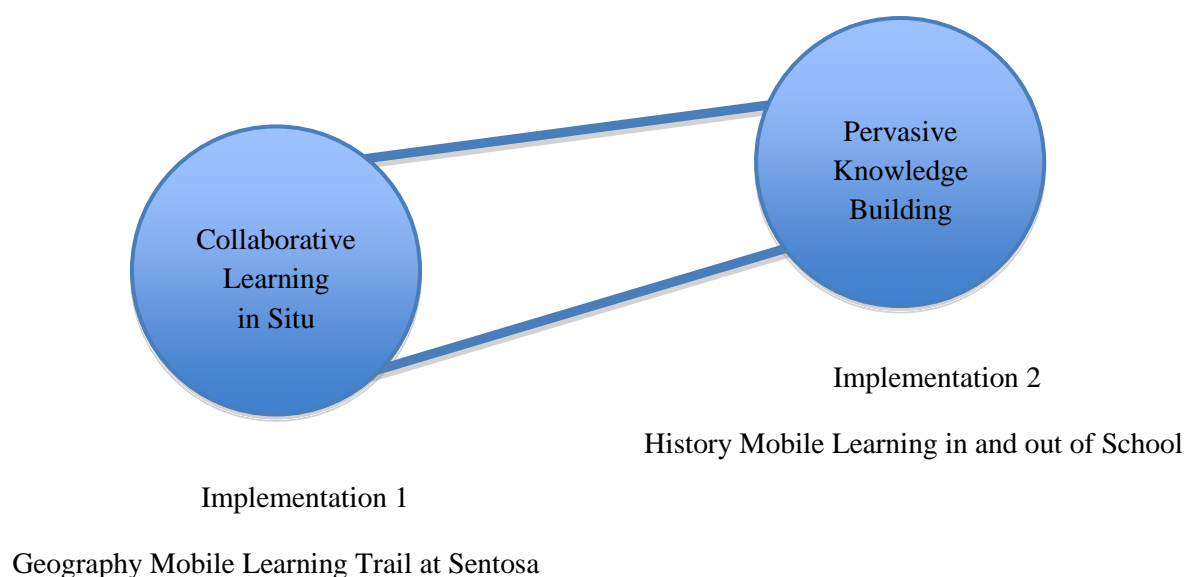 Collaborative
Learning
in Situ
Implementation 1
Geography Mobile Learning Trail at Sentosa
Pervasive
Knowledge
Building
Implementation 2
History Mobile Learning in and out of School